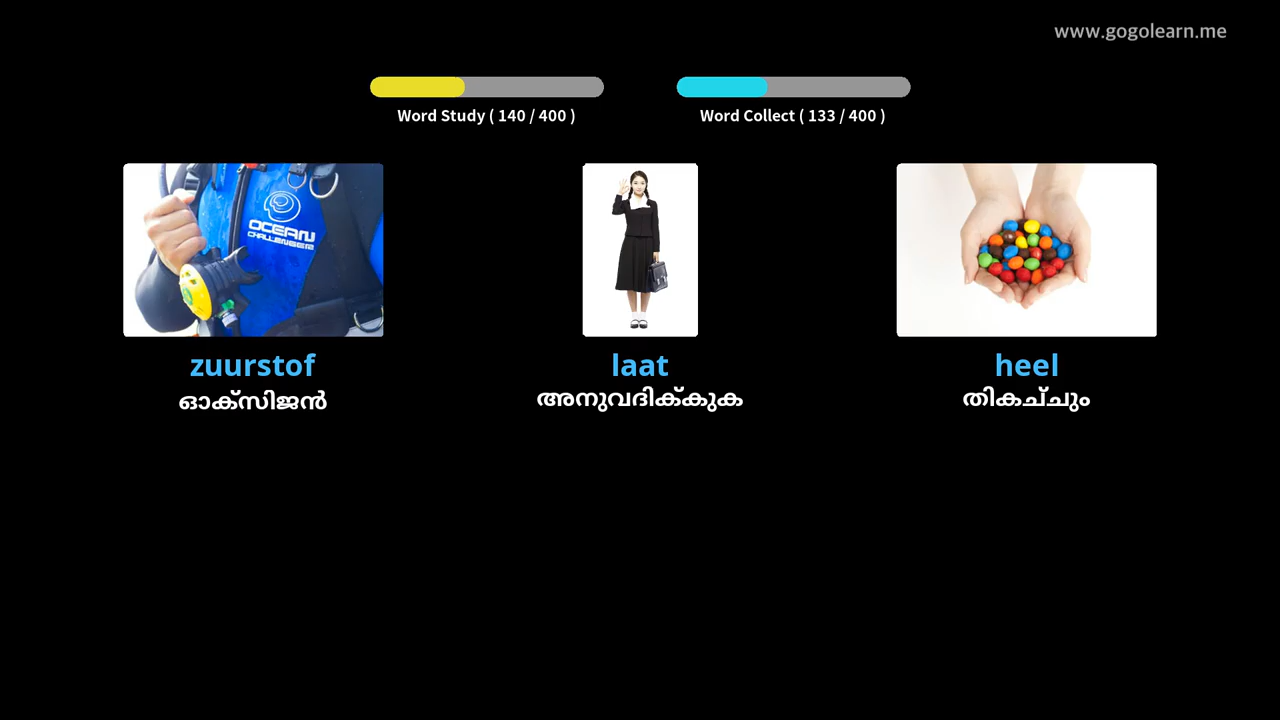 www.gogolearn.me
Word Study ( 140 / 400 )
Word Collect ( 133 / 400 )
OCEAN
CHALLENGER
zuurstof
ഓക്സിജൻ
laat
അനുവദിക്കുക
heel
തികച്ചും